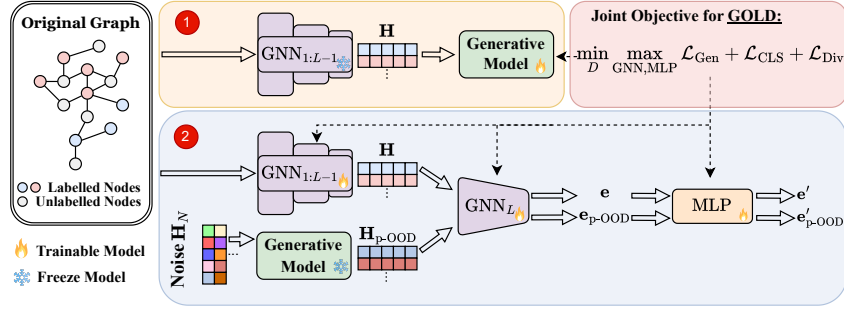 Original Graph
Labelled Nodes
Unlabelled Nodes
Trainable Model
Freeze Model
1
GNN1:L−1
H
Generative
Model
Joint Objective for GOLD:
min D max GNN,MLP ℒGen + ℒCLS + ℒDiv
2
GNN1:L−1
H
Noise HN
Generative
Model
Hp-OOD
GNNL
e
ep-OOD
MLP
e′
e′p-OOD